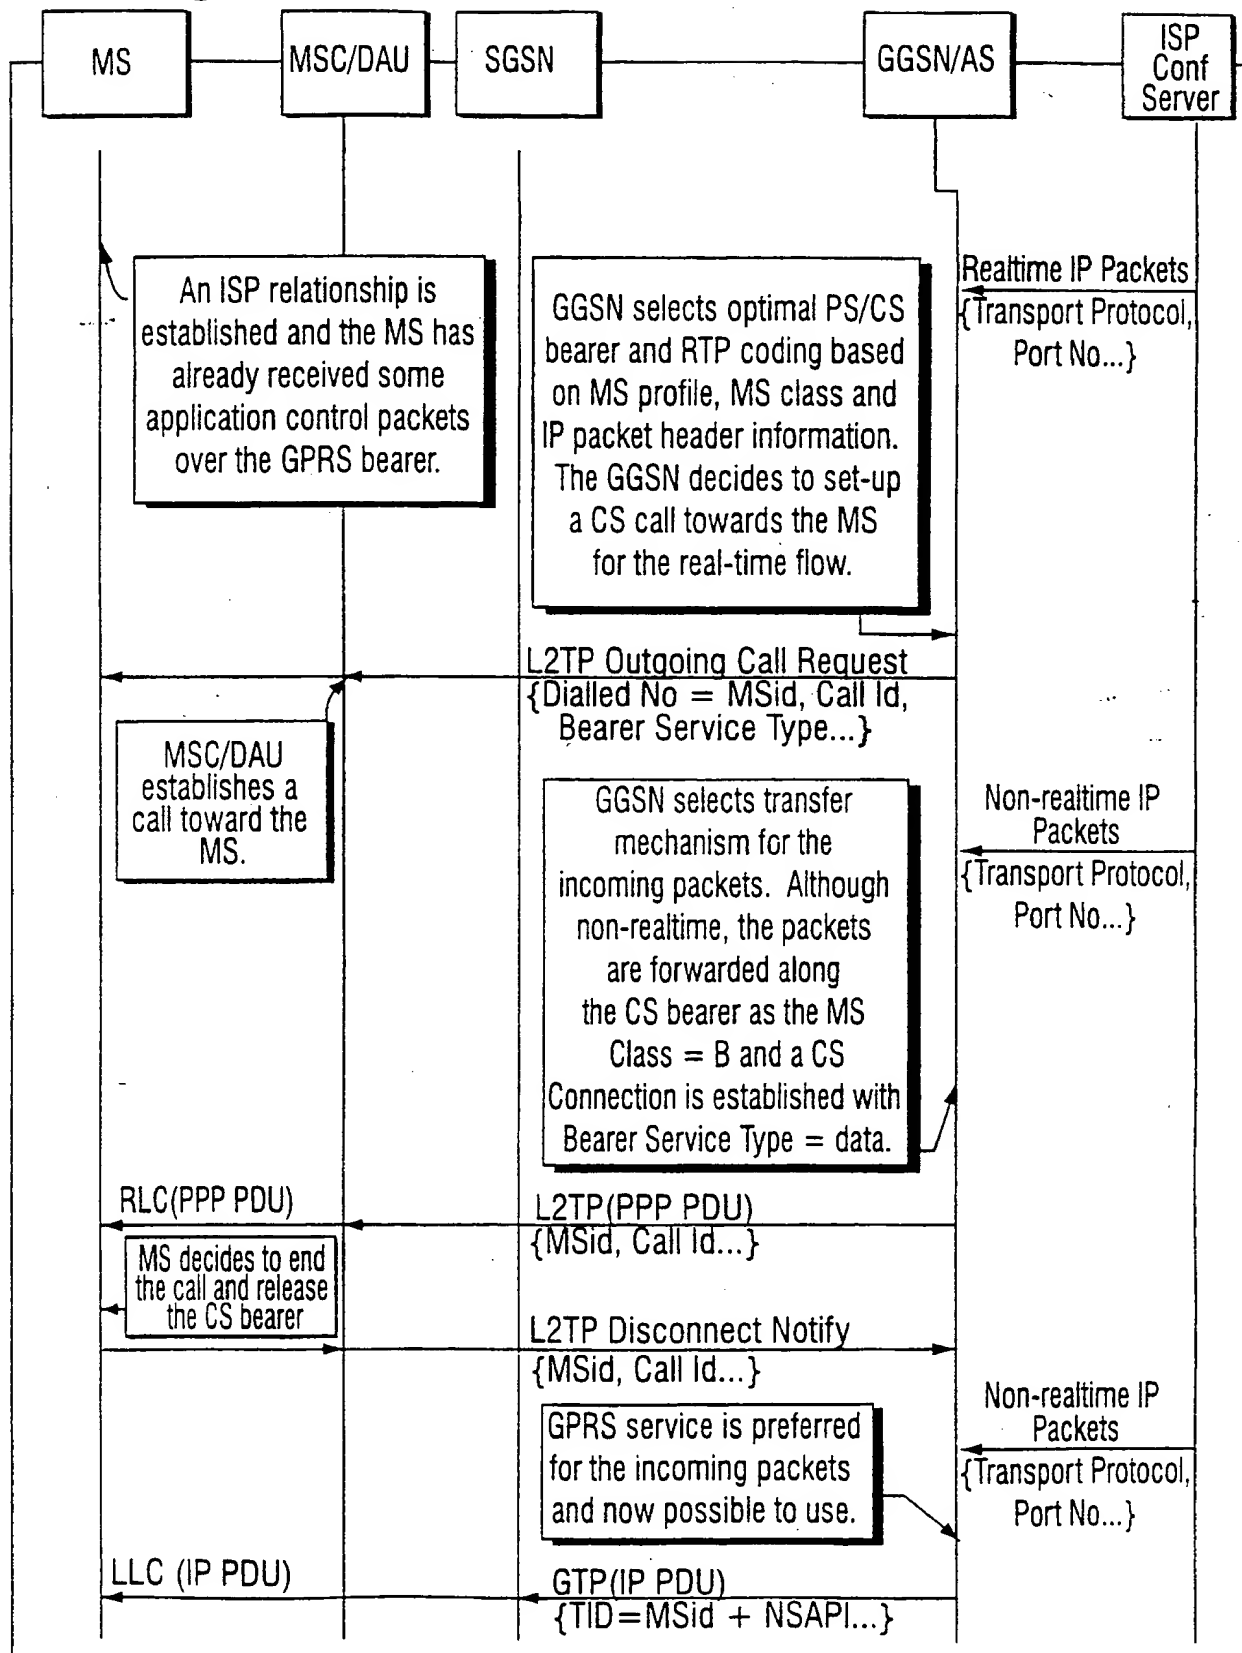 MS
MSC/DAU
SGSN
GGSN/AS
ISP
Conf
Server
An ISP relationship is
established and the MS has
already received some
application control packets
over the GPRS bearer.
GGSN selects optimal PS/CS
bearer and RTP coding based
on MS profile, MS class and
IP packet header information.
The GGSN decides to set-up
a CS call towards the MS
for the real-time flow.
Realtime IP Packets
{Transport Protocol,
Port No...}
L2TP Outgoing Call Request
{Dialled No = MSid, Call Id,
Bearer Service Type...}
MSC/DAU
establishes a
call toward the
MS.
GGSN selects transfer
mechanism for the
incoming packets. Although
non-realtime, the packets
are forwarded along
the CS bearer as the MS
Class = B and a CS
Connection is established with
Bearer Service Type = data.
Non-realtime IP
Packets
{Transport Protocol,
Port No...}
RLC(PPP PDU)
L2TP(PPP PDU)
{MSid, Call Id...}
MS decides to end
the call and release
the CS bearer
L2TP Disconnect Notify
{MSid, Call Id...}
GPRS service is preferred
for the incoming packets
and now possible to use.
Non-realtime IP
Packets
{Transport Protocol,
Port No...}
LLC (IP PDU)
GTP(IP PDU)
{TID=MSid + NSAPI...}